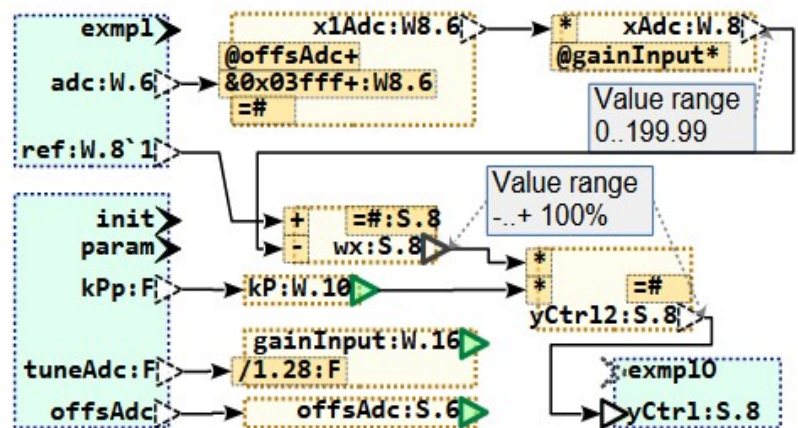 exmpl
adc:W.6
ref:W.8`1
x1Adc:W8.6
@offsAdc+
&0x03fff+:W8.6
=#
* xAdc:W.8
@gainInput*
Value range
0..199.99
Value range
-..+ 100%
init
param
kPp:F
tuneAdc:F
offsAdc
+ =#:S.8
- wx:S.8
kP:W.10
*
* =#
yCtrl2:S.8
gainInput:W.16
/1.28:F
offsAdc:S.6
exmplO
yCtrl:S.8